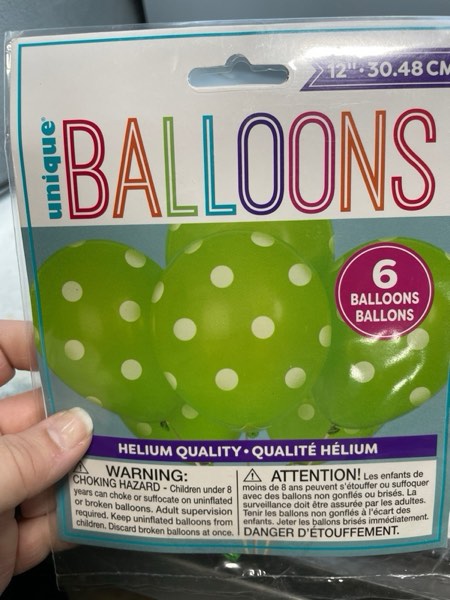 12" · 30.48 CM
unique®
BALLOONS
6
BALLOONS
BALLONS
HELIUM QUALITY • QUALITÉ HÉLIUM
WARNING:
CHOKING HAZARD - Children under 8
years can choke or suffocate on uninflated
or broken balloons. Adult supervision
required. Keep uninflated balloons from
children. Discard broken balloons at once.
ATTENTION! Les enfants de
moins de 8 ans peuvent s'étouffer ou suffoquer
avec des ballons non gonflés ou brisés. La
surveillance doit être assurée par les adultes.
Tenir les ballons non gonflés à l'écart des
enfants. Jeter les ballons brisés immédiatement.
DANGER D'ÉTOUFFEMENT.